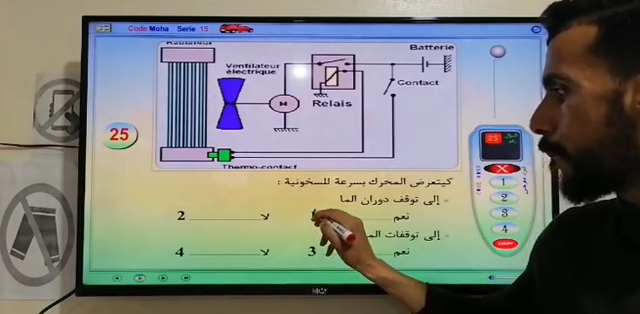 Code Moha Serie 15
Radiateur
Ventilateur
électrique
M
Relais
Batterie
Contact
Thermo-contact
25
كيتعرض المحرك بسرعة للسخونية :
- إلى توقف دوران الما
نعم
لا 2
- إلى توقفات
نعم 3
لا 4
25
X
1
2
3
4